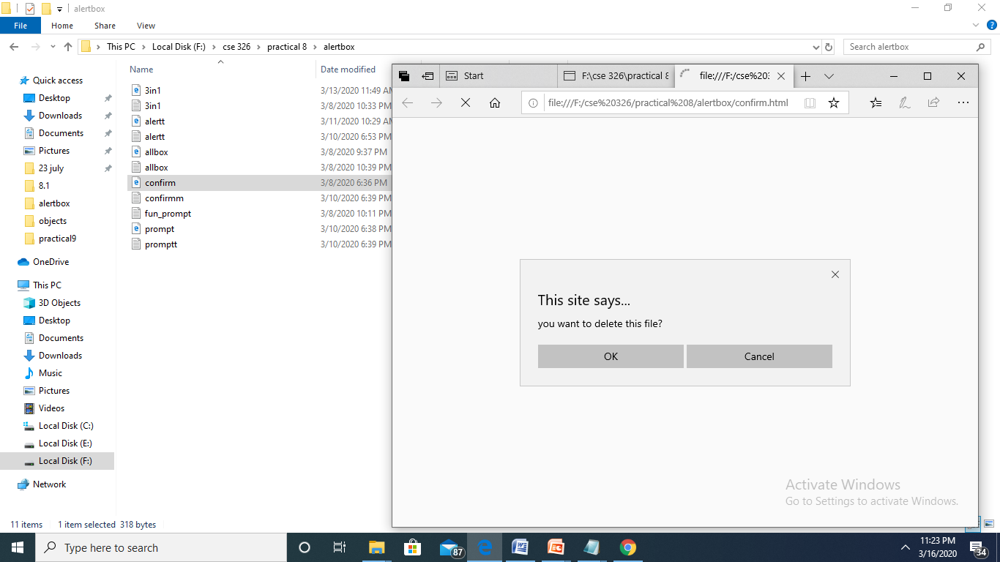 alertbox
File Home Share View
This PC Local Disk (F:) cse 326 practical 8 alertbox
Search alertbox
Quick access
Desktop
Downloads
Documents
Pictures
23 july
8.1
alertbox
objects
practical9
OneDrive
This PC
3D Objects
Desktop
Documents
Downloads
Music
Pictures
Videos
Local Disk (C:)
Local Disk (E:)
Local Disk (F:)
Network
Name Date modified
3in1 3/13/2020 11:49 AM
3in1 3/8/2020 10:33 PM
alertt 3/11/2020 10:29 AM
alertt 3/10/2020 6:53 PM
allbox 3/8/2020 9:37 PM
allbox 3/8/2020 10:39 PM
confirm 3/8/2020 6:36 PM
confirmm 3/10/2020 6:39 PM
fun_prompt 3/8/2020 10:11 PM
prompt 3/10/2020 6:38 PM
promptt 3/10/2020 6:39 PM
Start F:\cse 326\practical 8 file:///F:/cse%203
file:///F:/cse%20326/practical%208/alertbox/confirm.html
This site says...
you want to delete this file?
OK Cancel
Activate Windows
Go to Settings to activate Windows.
11 items 1 item selected 318 bytes
Type here to search
87
11:23 PM
3/16/2020
34